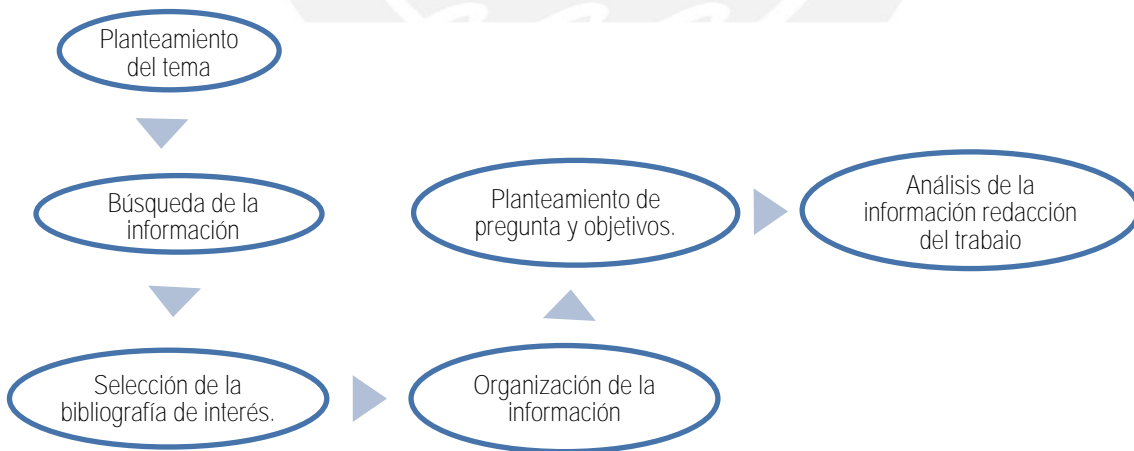 Planteamiento
del tema
Búsqueda de la
información
Selección de la
bibliografía de interés.
Organización de la
información
Planteamiento de
pregunta y objetivos.
Análisis de la
información redacción
del trabajo